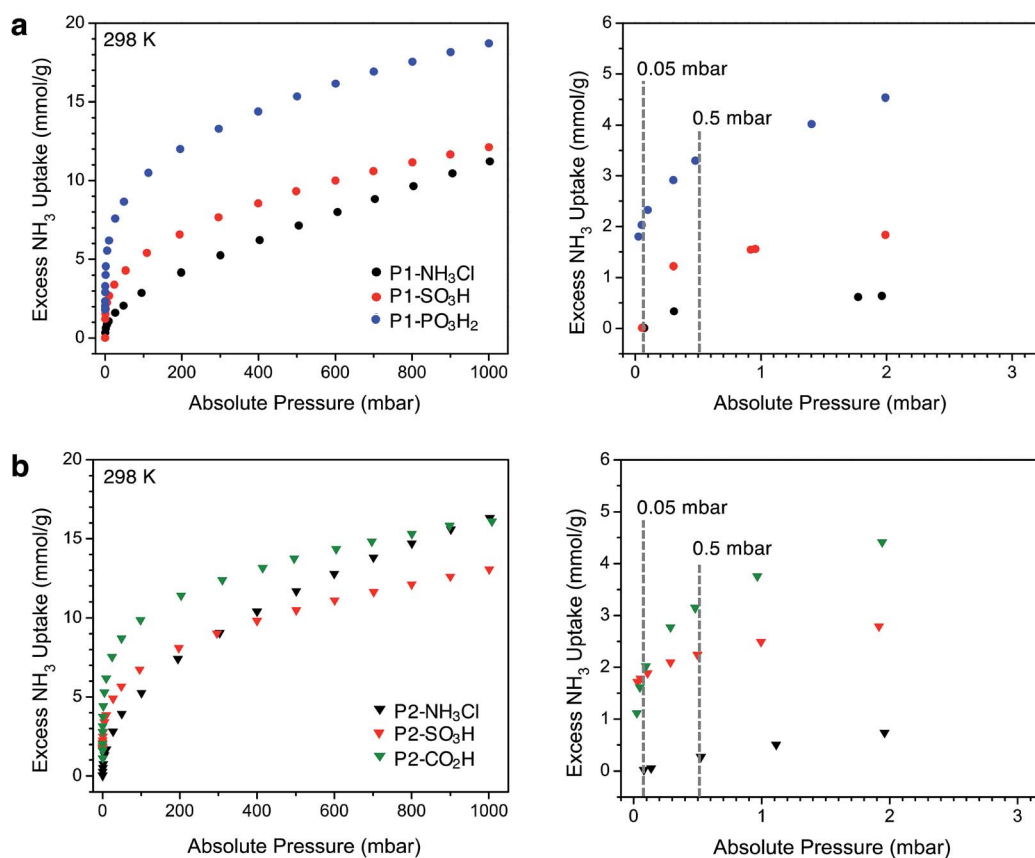 a
298 K
Excess NH₃ Uptake (mmol/g)
20
15
10
5
0
P1-NH₃Cl
P1-SO₃H
P1-PO₃H₂
0 200 400 600 800 1000
Absolute Pressure (mbar)
Excess NH₃ Uptake (mmol/g)
6
5
4
3
2
1
0
0.05 mbar
0.5 mbar
0 1 2 3
Absolute Pressure (mbar)
b
298 K
Excess NH₃ Uptake (mmol/g)
20
15
10
5
0
P2-NH₃Cl
P2-SO₃H
P2-CO₂H
0 200 400 600 800 1000
Absolute Pressure (mbar)
Excess NH₃ Uptake (mmol/g)
6
5
4
3
2
1
0
0.05 mbar
0.5 mbar
0 1 2 3
Absolute Pressure (mbar)